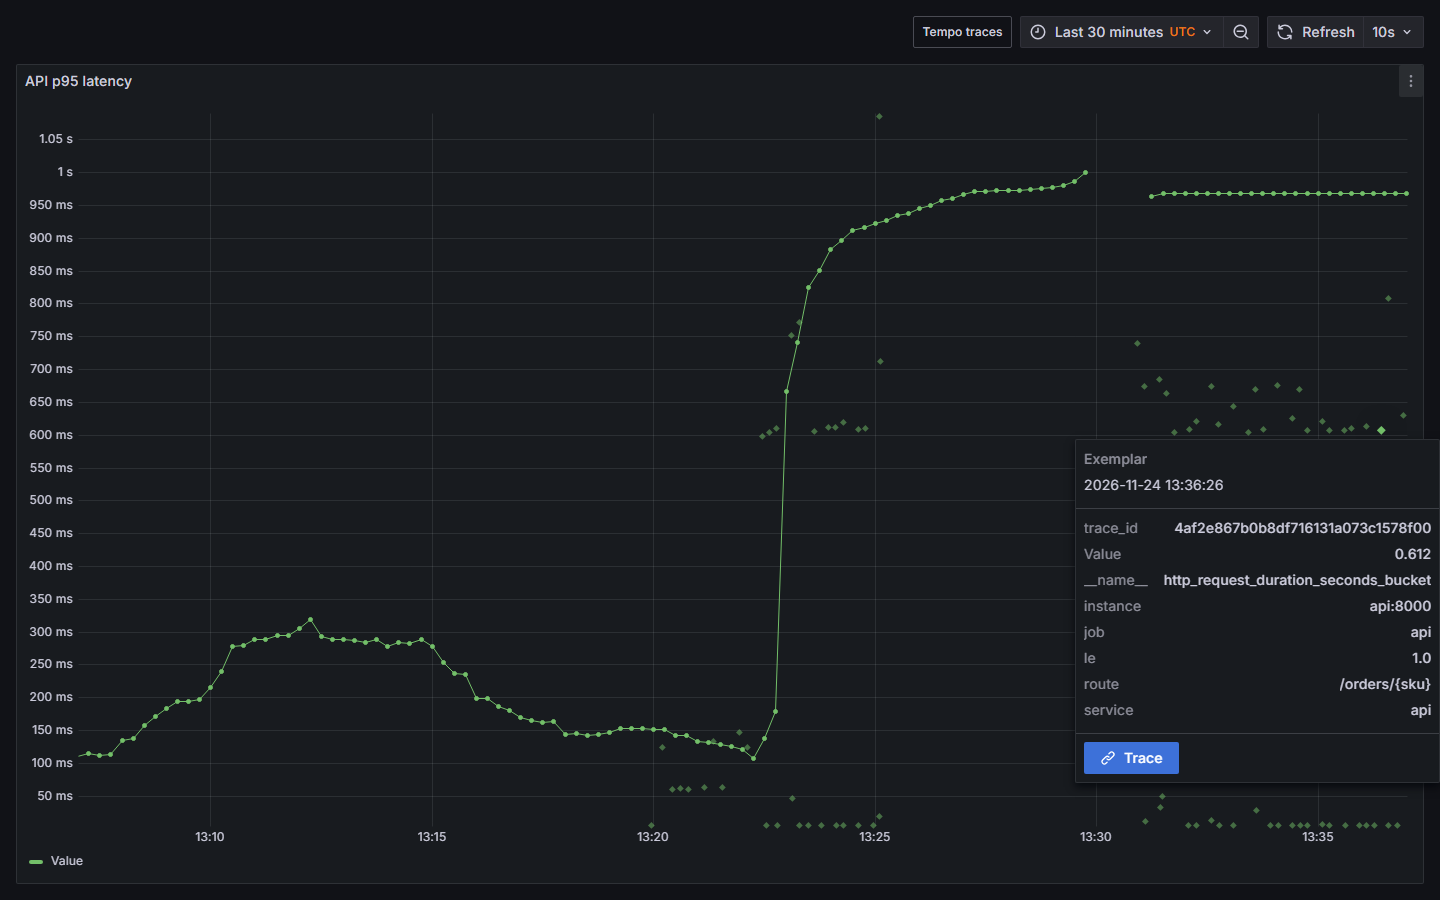 Tempo traces
Last 30 minutes UTC
Refresh
10s
API p95 latency
1.05 s
1 s
950 ms
900 ms
850 ms
800 ms
750 ms
700 ms
650 ms
600 ms
550 ms
500 ms
450 ms
400 ms
350 ms
300 ms
250 ms
200 ms
150 ms
100 ms
50 ms
13:10
13:15
13:20
13:25
13:30
13:35
Value
Exemplar
2026-11-24 13:36:26
trace_id 4af2e867b0b8df716131a073c1578f00
Value 0.612
__name__ http_request_duration_seconds_bucket
instance api:8000
job api
le 1.0
route /orders/{sku}
service api
Trace